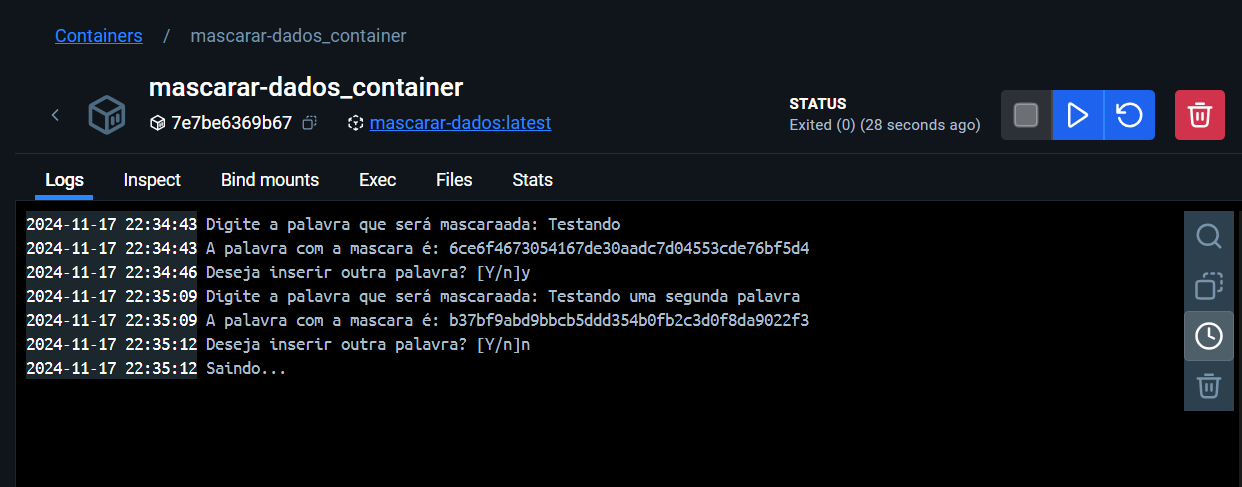 Containers / mascarar-dados_container
mascarar-dados_container
7e7be6369b67 mascarar-dados:latest
STATUS
Exited (0) (28 seconds ago)
Logs Inspect Bind mounts Exec Files Stats
2024-11-17 22:34:43 Digite a palavra que será mascaraada: Testando
2024-11-17 22:34:43 A palavra com a mascara é: 6ce6f4673054167de30aadc7d04553cde76bf5d4
2024-11-17 22:34:46 Deseja inserir outra palavra? [Y/n]y
2024-11-17 22:35:09 Digite a palavra que será mascaraada: Testando uma segunda palavra
2024-11-17 22:35:09 A palavra com a mascara é: b37bf9abd9bbcb5ddd354b0fb2c3d0f8da9022f3
2024-11-17 22:35:12 Deseja inserir outra palavra? [Y/n]n
2024-11-17 22:35:12 Saindo...